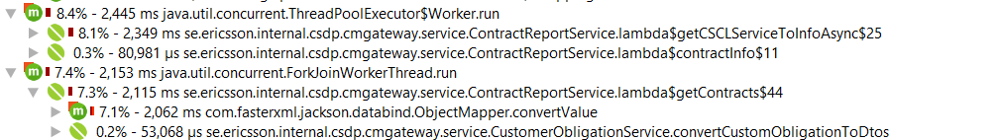 8.4% - 2,445 ms java.util.concurrent.ThreadPoolExecutor$Worker.run
8.1% - 2,349 ms se.ericsson.internal.csdp.cmgateway.service.ContractReportService.lambda$getCSCLServiceToInfoAsync$25
0.3% - 80,981 µs se.ericsson.internal.csdp.cmgateway.service.ContractReportService.lambda$contractInfo$11
7.4% - 2,153 ms java.util.concurrent.ForkJoinWorkerThread.run
7.3% - 2,115 ms se.ericsson.internal.csdp.cmgateway.service.ContractReportService.lambda$getContracts$44
7.1% - 2,062 ms com.fasterxml.jackson.databind.ObjectMapper.convertValue
0.2% - 53,068 µs se.ericsson.internal.csdp.cmgateway.service.CustomerObligationService.convertCustomObligationToDtos